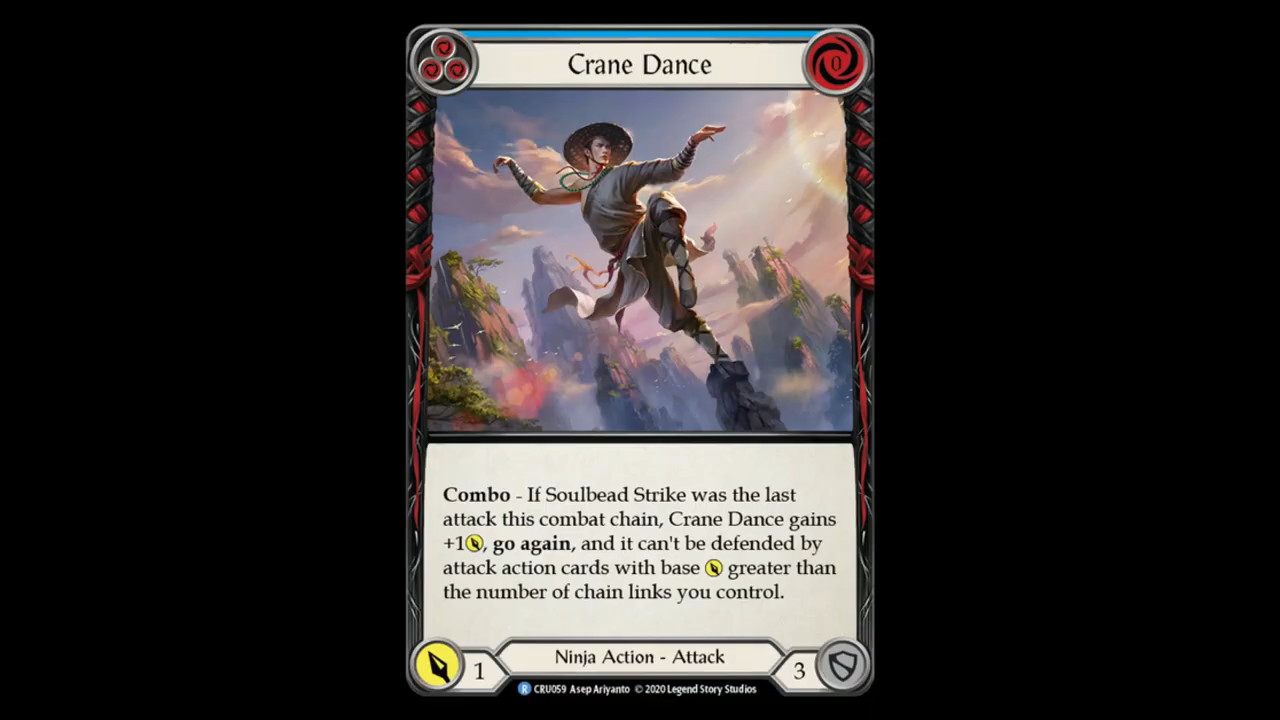 Crane Dance
0
Combo - If Soulbead Strike was the last
attack this combat chain, Crane Dance gains
+1, go again, and it can't be defended by
attack action cards with base greater than
the number of chain links you control.
1
Ninja Action - Attack
3
R CRU059 Asep Ariyanto © 2020 Legend Story Studios